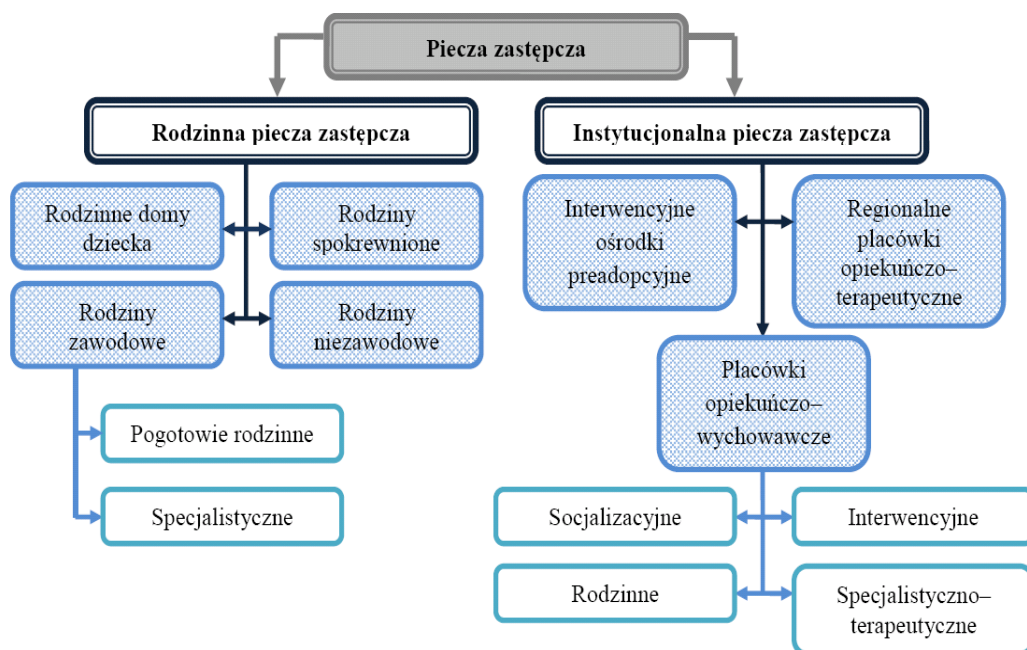 Piecza zastępcza
Rodzinna piecza zastępcza
Instytucjonalna piecza zastępcza
Rodzinne domy
dziecka
Rodziny
spokrewnione
Rodziny
zawodowe
Rodziny
niezawodowe
Pogotowie rodzinne
Specjalistyczne
Interwencyjne
ośrodki
preadopcyjne
Regionalne
placówki
opiekuńczo–
terapeutyczne
Placówki
opiekuńczo–
wychowawcze
Socjalizacyjne
Interwencyjne
Rodzinne
Specjalistyczno–
terapeutyczne